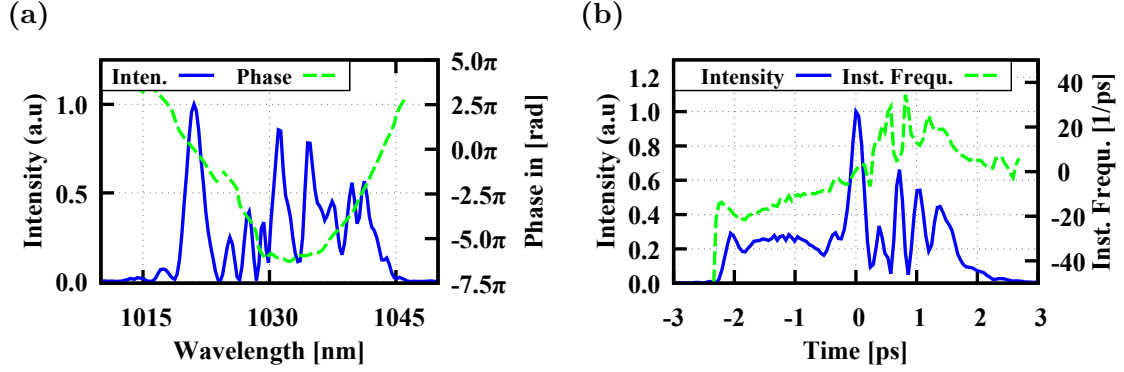 (a)
Inten. Phase
Intensity (a.u)
1.0
0.5
0.0
5.0π
2.5π
0.0π
-2.5π
-5.0π
-7.5π
Phase in [rad]
1015 1030 1045
Wavelength [nm]
(b)
Intensity Inst. Frequ.
Intensity (a.u)
1.2
1.0
0.8
0.6
0.4
0.2
0.0
40
20
0
-20
-40
Inst. Frequ. [1/ps]
-3 -2 -1 0 1 2 3
Time [ps]